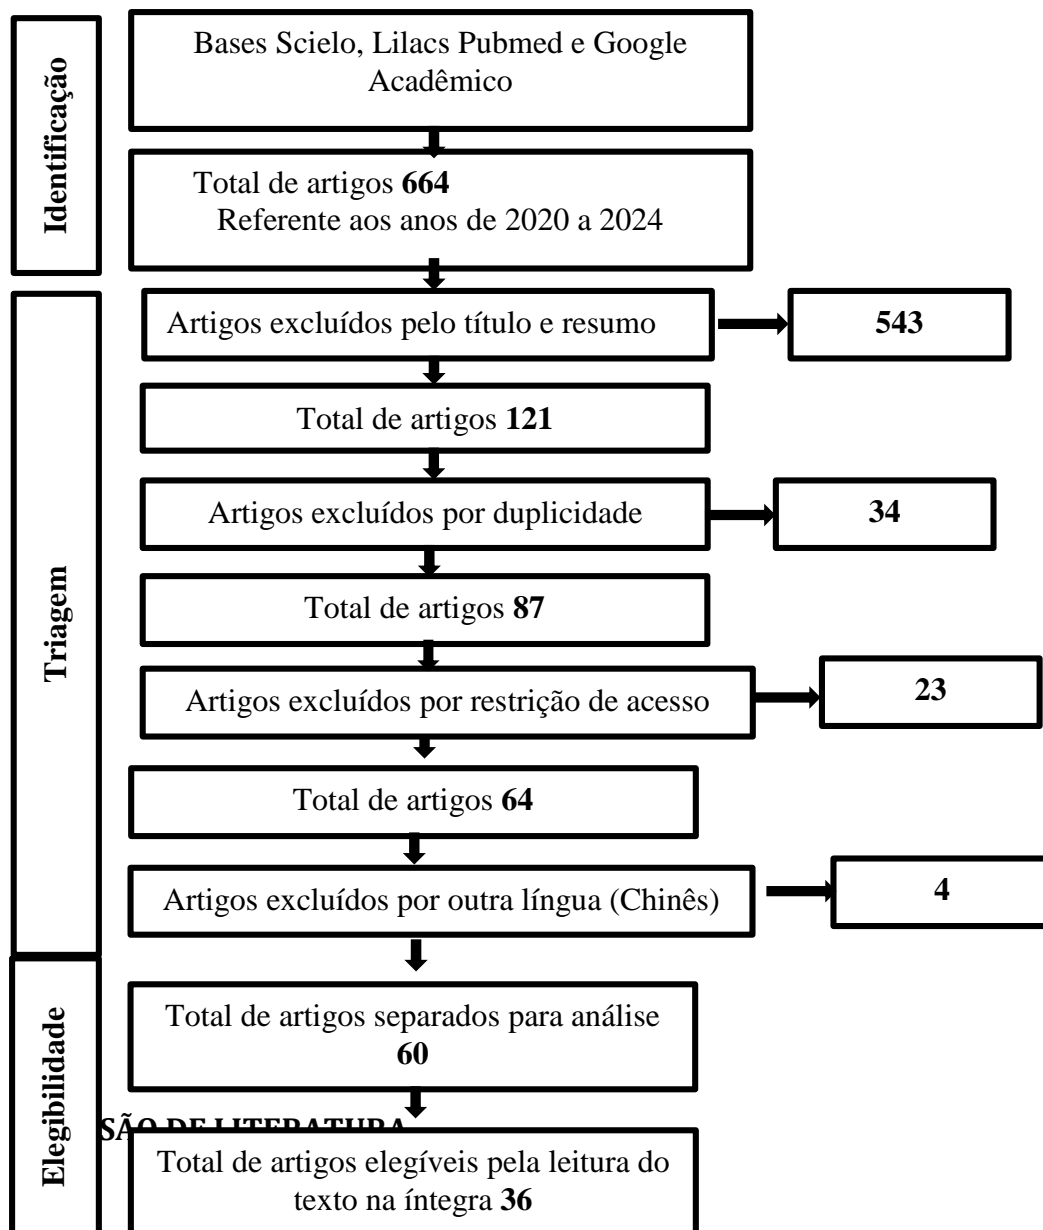 Identificação
Bases Scielo, Lilacs Pubmed e Google
Acadêmico
Total de artigos 664
Referente aos anos de 2020 a 2024
Triagem
Artigos excluídos pelo título e resumo
543
Total de artigos 121
Artigos excluídos por duplicidade
34
Total de artigos 87
Artigos excluídos por restrição de acesso
23
Total de artigos 64
Artigos excluídos por outra língua (Chinês)
4
Elegibilidade
Total de artigos separados para análise
60
SÃO DE LITERATURA
Total de artigos elegíveis pela leitura do
texto na íntegra 36